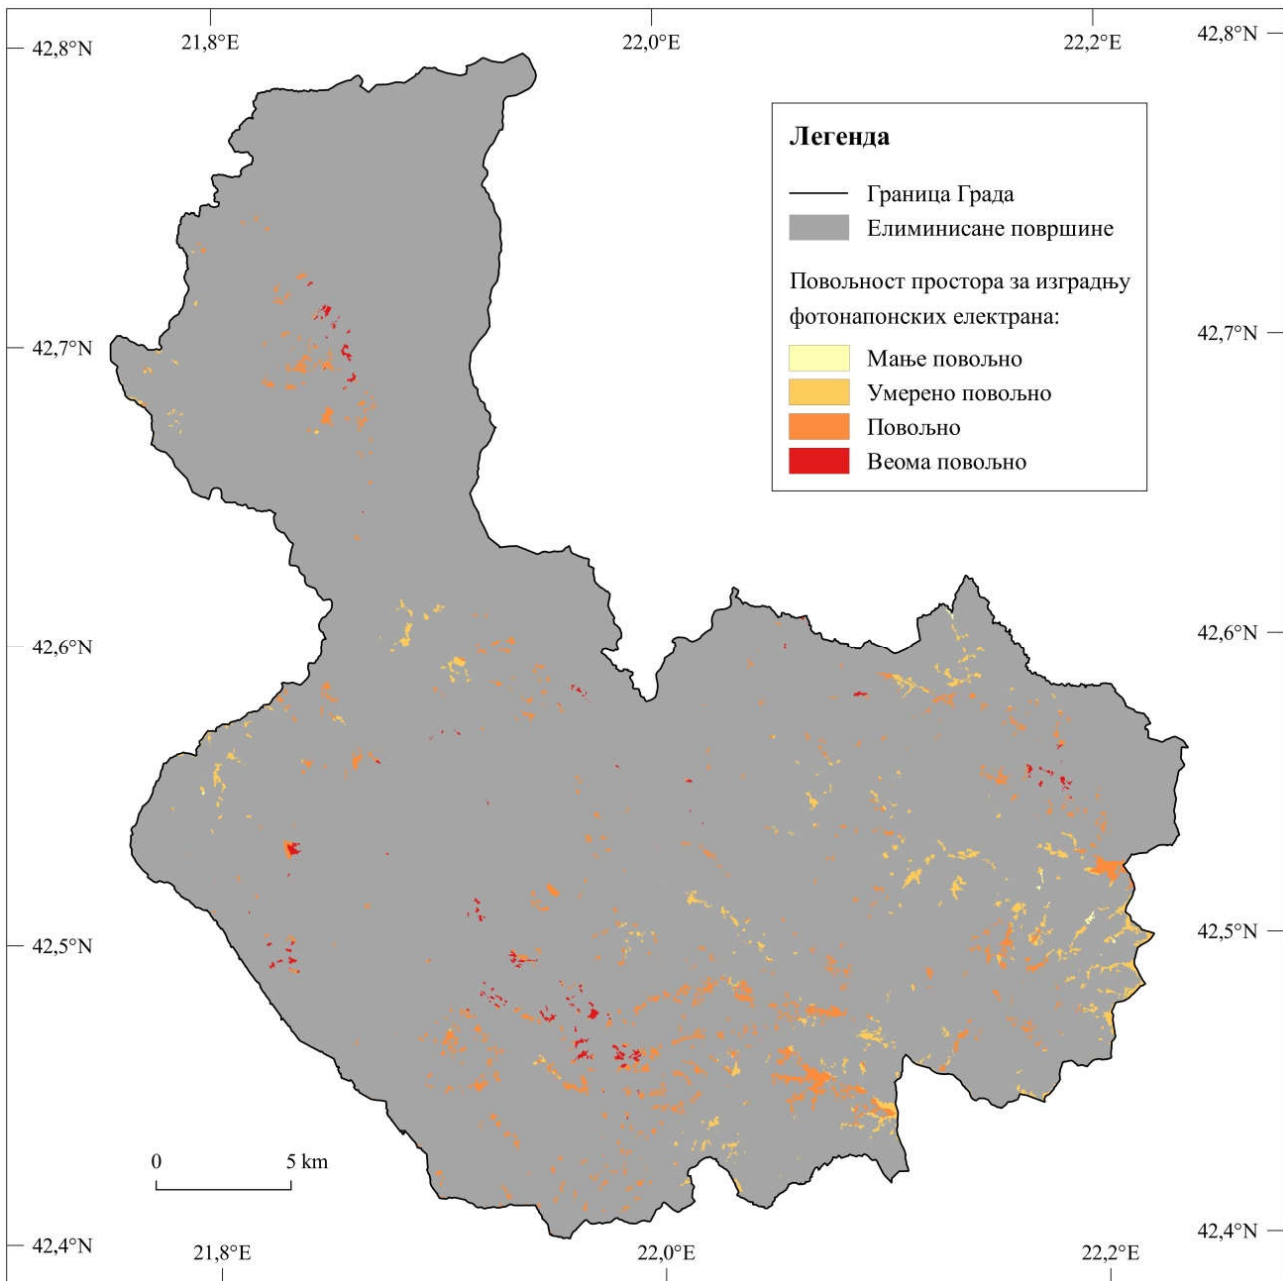 21,8°E 22,0°E 22,2°E
42,8°N 42,8°N
Легенда
Граница Града
Елиминисане површине
Повољност простора за изградњу
фотонапонских електрана:
Мање повољно
Умерено повољно
Повољно
Веома повољно
42,7°N 42,7°N
42,6°N 42,6°N
42,5°N 42,5°N
0 5 km
42,4°N 42,4°N
21,8°E 22,0°E 22,2°E